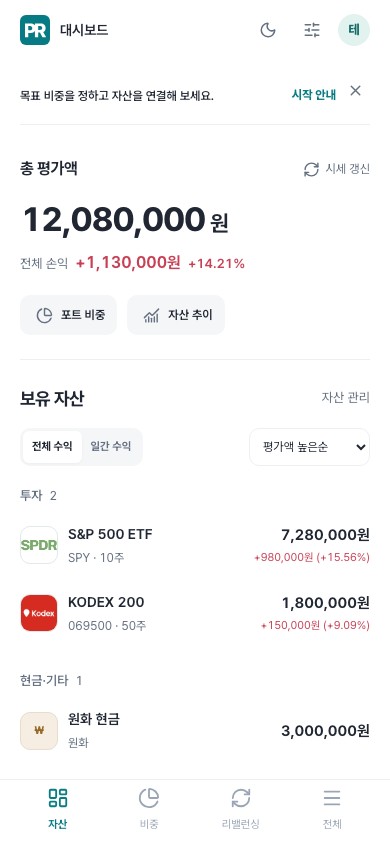 PR 대시보드 테
목표 비중을 정하고 자산을 연결해 보세요. 시작 안내
총 평가액 시세 갱신
12,080,000 원
전체 손익 +1,130,000원 +14.21%
포트 비중 자산 추이
보유 자산 자산 관리
전체 수익 일간 수익 평가액 높은순
투자 2
SPDR S&P 500 ETF 7,280,000원
SPY · 10주 +980,000원 (+15.56%)
Kodex KODEX 200 1,800,000원
069500 · 50주 +150,000원 (+9.09%)
현금·기타 1
₩ 원화 현금 3,000,000원
원화
자산 비중 리밸런싱 전체